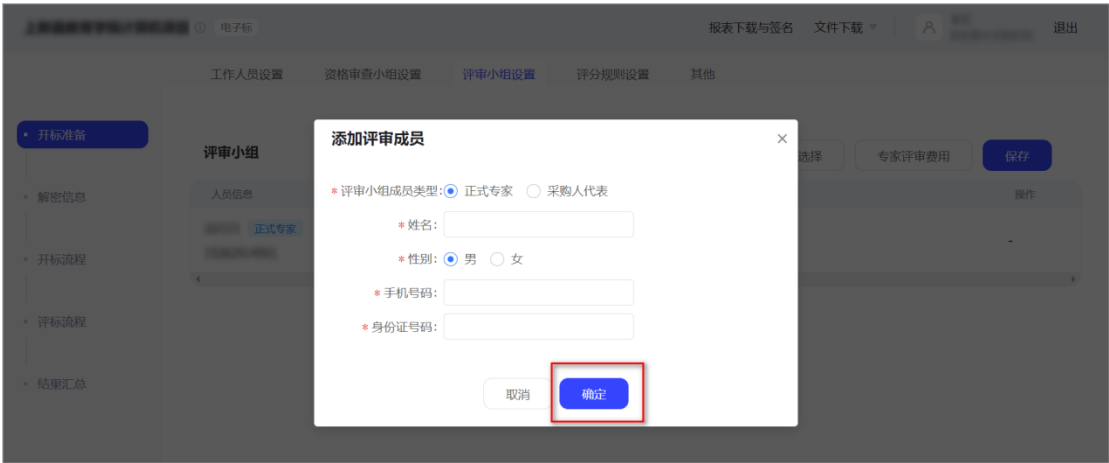 电子标 报表下载与签名 文件下载 退出
工作人员设置 资格审查小组设置 评审小组设置 评分规则设置 其他
开标准备
添加评审成员
评审小组 选择 专家评审费用 保存
解密信息 人员信息 操作
* 评审小组成员类型: 正式专家 采购人代表
正式专家 -
* 姓名:
开标流程
* 性别: 男 女
* 手机号码:
评标流程
* 身份证号码:
结果汇总
取消 确定